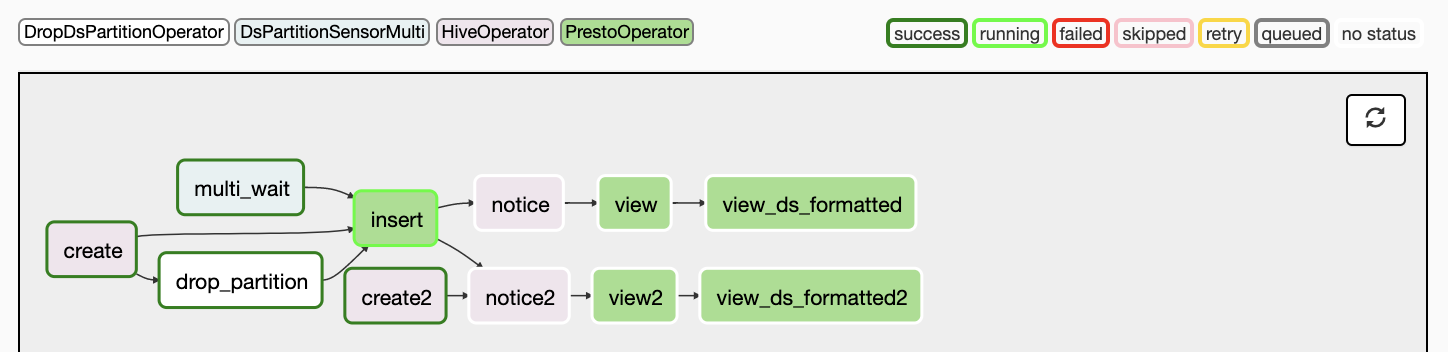 DropDsPartitionOperator DsPartitionSensorMulti HiveOperator PrestoOperator success running failed skipped retry queued no status
multi_wait
insert
notice
view
view_ds_formatted
create
drop_partition
create2
notice2
view2
view_ds_formatted2